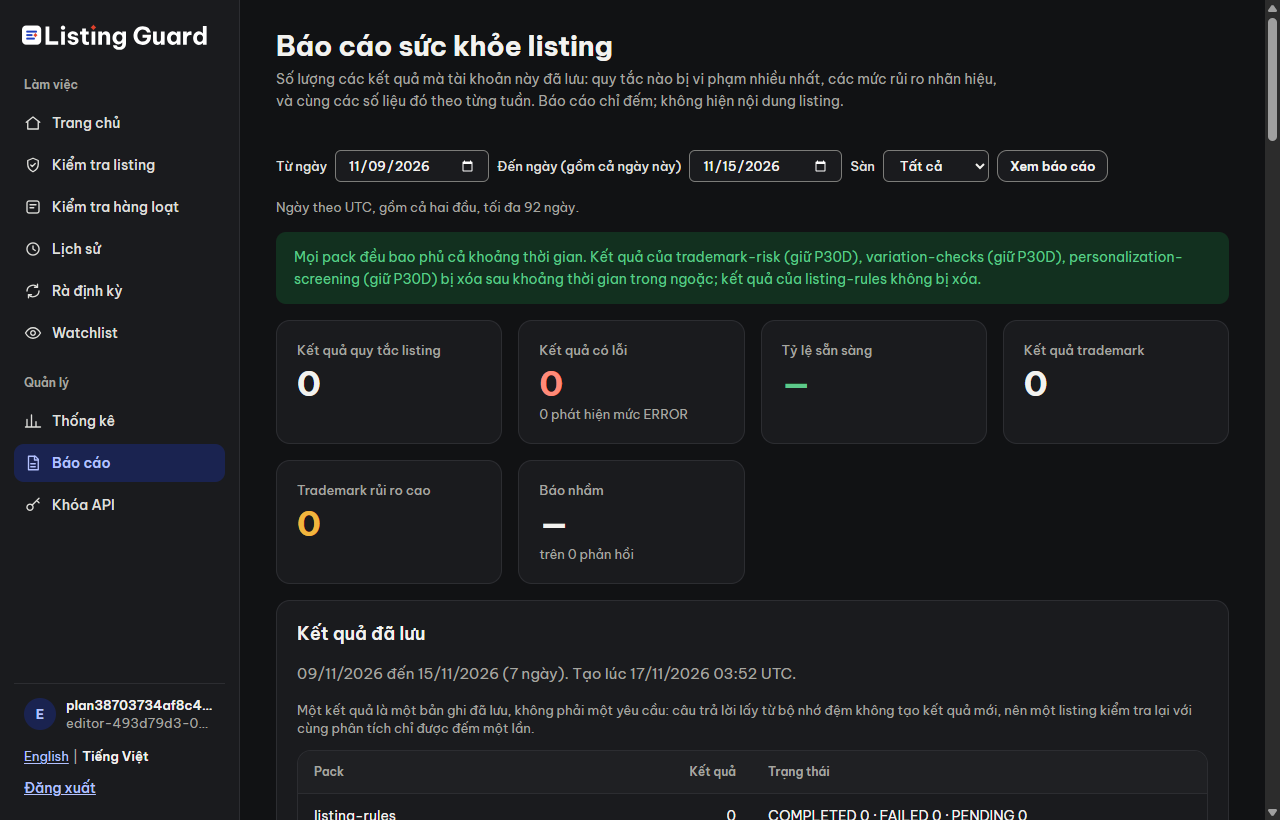 Listing Guard
Làm việc
Trang chủ
Kiểm tra listing
Kiểm tra hàng loạt
Lịch sử
Rà định kỳ
Watchlist
Quản lý
Thống kê
Báo cáo
Khóa API
E
plan38703734af8c4...
editor-493d79d3-0...
English | Tiếng Việt
Đăng xuất
Báo cáo sức khỏe listing
Số lượng các kết quả mà tài khoản này đã lưu: quy tắc nào bị vi phạm nhiều nhất, các mức rủi ro nhãn hiệu,
và cùng các số liệu đó theo từng tuần. Báo cáo chỉ đếm; không hiện nội dung listing.
Từ ngày 11/09/2026 Đến ngày (gồm cả ngày này) 11/15/2026 Sàn Tất cả Xem báo cáo
Ngày theo UTC, gồm cả hai đầu, tối đa 92 ngày.
Mọi pack đều bao phủ cả khoảng thời gian. Kết quả của trademark-risk (giữ P30D), variation-checks (giữ P30D), personalization-
screening (giữ P30D) bị xóa sau khoảng thời gian trong ngoặc; kết quả của listing-rules không bị xóa.
Kết quả quy tắc listing
0
Kết quả có lỗi
0
0 phát hiện mức ERROR
Tỷ lệ sẵn sàng
—
Kết quả trademark
0
Trademark rủi ro cao
0
Báo nhầm
—
trên 0 phản hồi
Kết quả đã lưu
09/11/2026 đến 15/11/2026 (7 ngày). Tạo lúc 17/11/2026 03:52 UTC.
Một kết quả là một bản ghi đã lưu, không phải một yêu cầu: câu trả lời lấy từ bộ nhớ đệm không tạo kết quả mới, nên một listing kiểm tra lại với
cùng phân tích chỉ được đếm một lần.
Pack Kết quả Trạng thái
listing-rules 0 COMPLETED 0 · FAILED 0 · PENDING 0